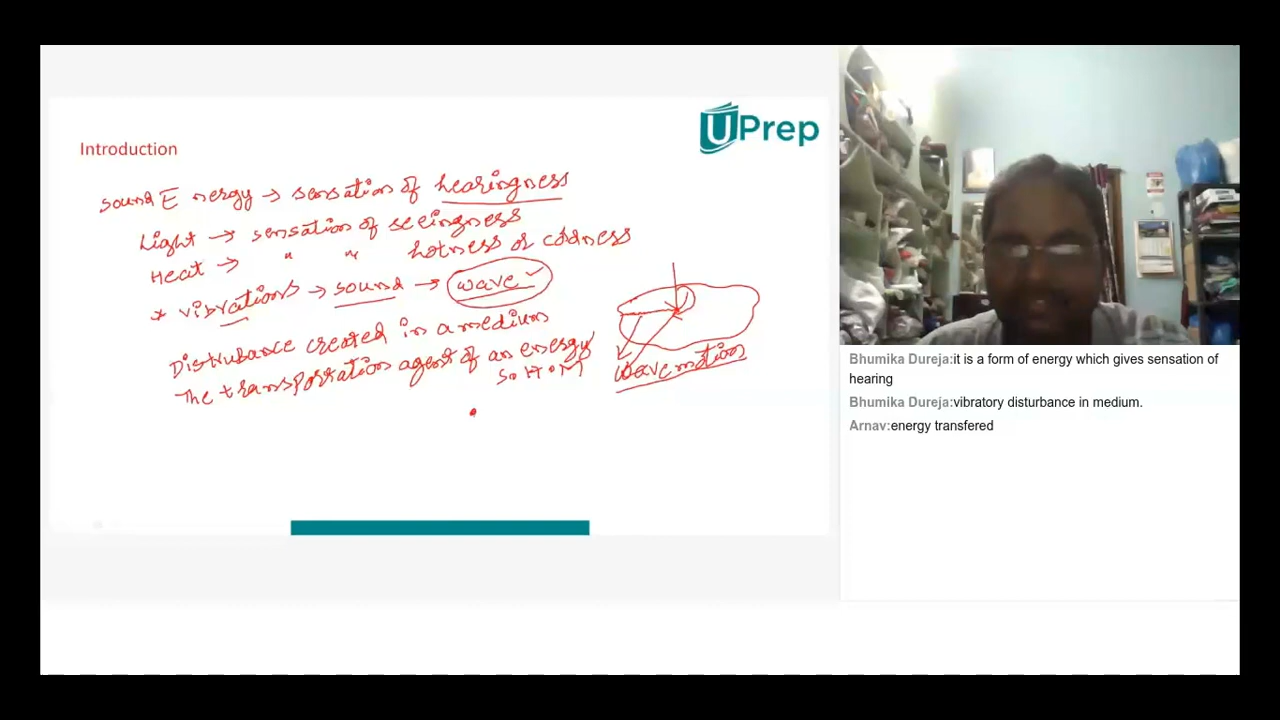 UPrep
Introduction
sound Energy → sensation of hearingness
Light → sensation of seeingness
Heat → " " hotness or coldness
* vibrations → sound → wave ✓
Distrubance created in a medium
The transportation agent of an energy
S.H.M
wave motion
Bhumika Dureja:it is a form of energy which gives sensation of
hearing
Bhumika Dureja:vibratory disturbance in medium.
Arnav:energy transfered